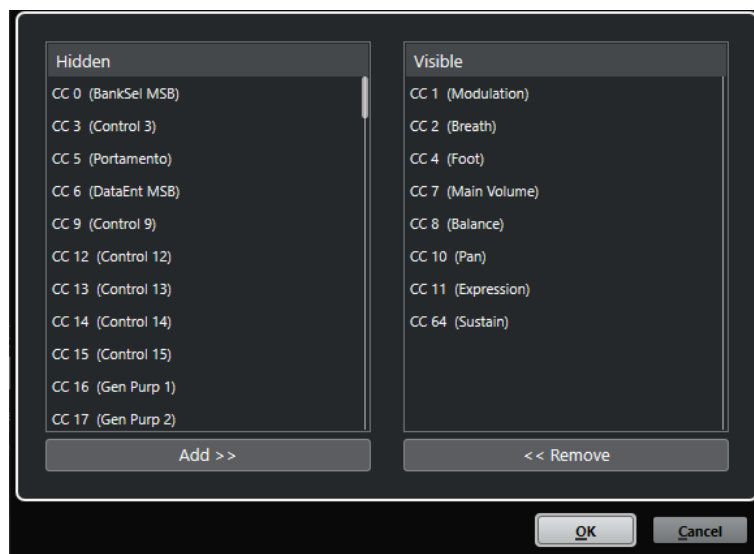 Hidden
CC 0 (BankSel MSB)
CC 3 (Control 3)
CC 5 (Portamento)
CC 6 (DataEnt MSB)
CC 9 (Control 9)
CC 12 (Control 12)
CC 13 (Control 13)
CC 14 (Control 14)
CC 15 (Control 15)
CC 16 (Gen Purp 1)
CC 17 (Gen Purp 2)
Add >>
Visible
CC 1 (Modulation)
CC 2 (Breath)
CC 4 (Foot)
CC 7 (Main Volume)
CC 8 (Balance)
CC 10 (Pan)
CC 11 (Expression)
CC 64 (Sustain)
<< Remove
OK
Cancel